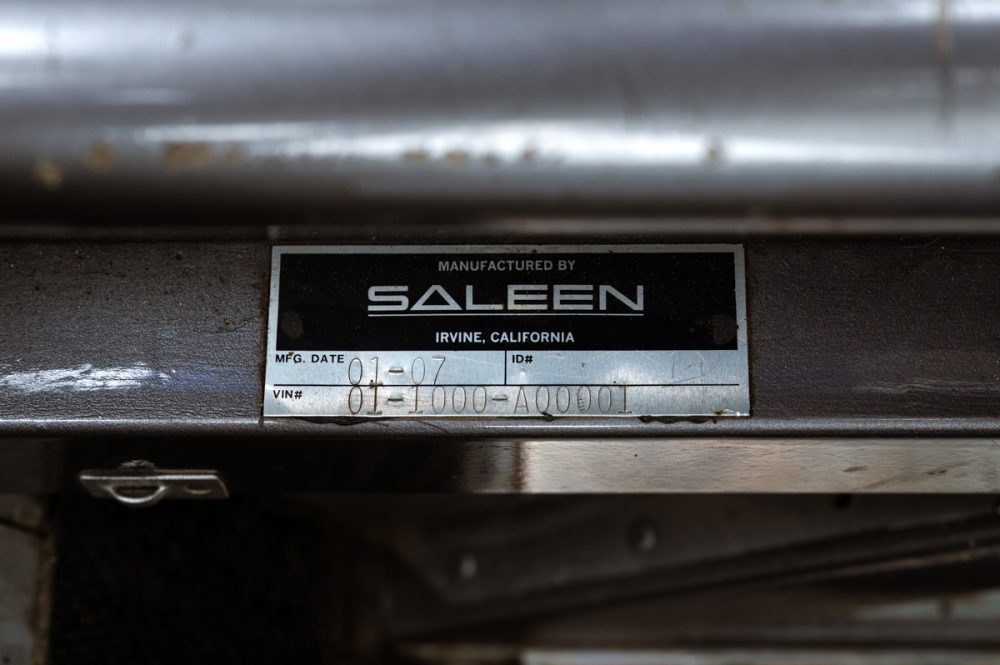 MANUFACTURED BY
SALEEN
IRVINE, CALIFORNIA
MFG. DATE 01-07 ID#
VIN# 01-1000-A00001